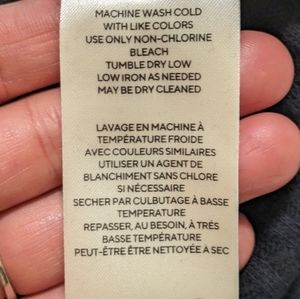 MACHINE WASH COLD
WITH LIKE COLORS
USE ONLY NON-CHLORINE
BLEACH
TUMBLE DRY LOW
LOW IRON AS NEEDED
MAY BE DRY CLEANED
LAVAGE EN MACHINE À
TEMPÉRATURE FROIDE
AVEC COULEURS SIMILAIRES
UTILISER UN AGENT DE
BLANCHIMENT SANS CHLORE
SI NÉCESSAIRE
SECHER PAR CULBUTAGE À BASSE
TEMPERATURE
REPASSER, AU BESOIN, À TRÉS
BASSE TEMPÉRATURE
PEUT-ÊTRE ÊTRE NETTOYÉE À SEC